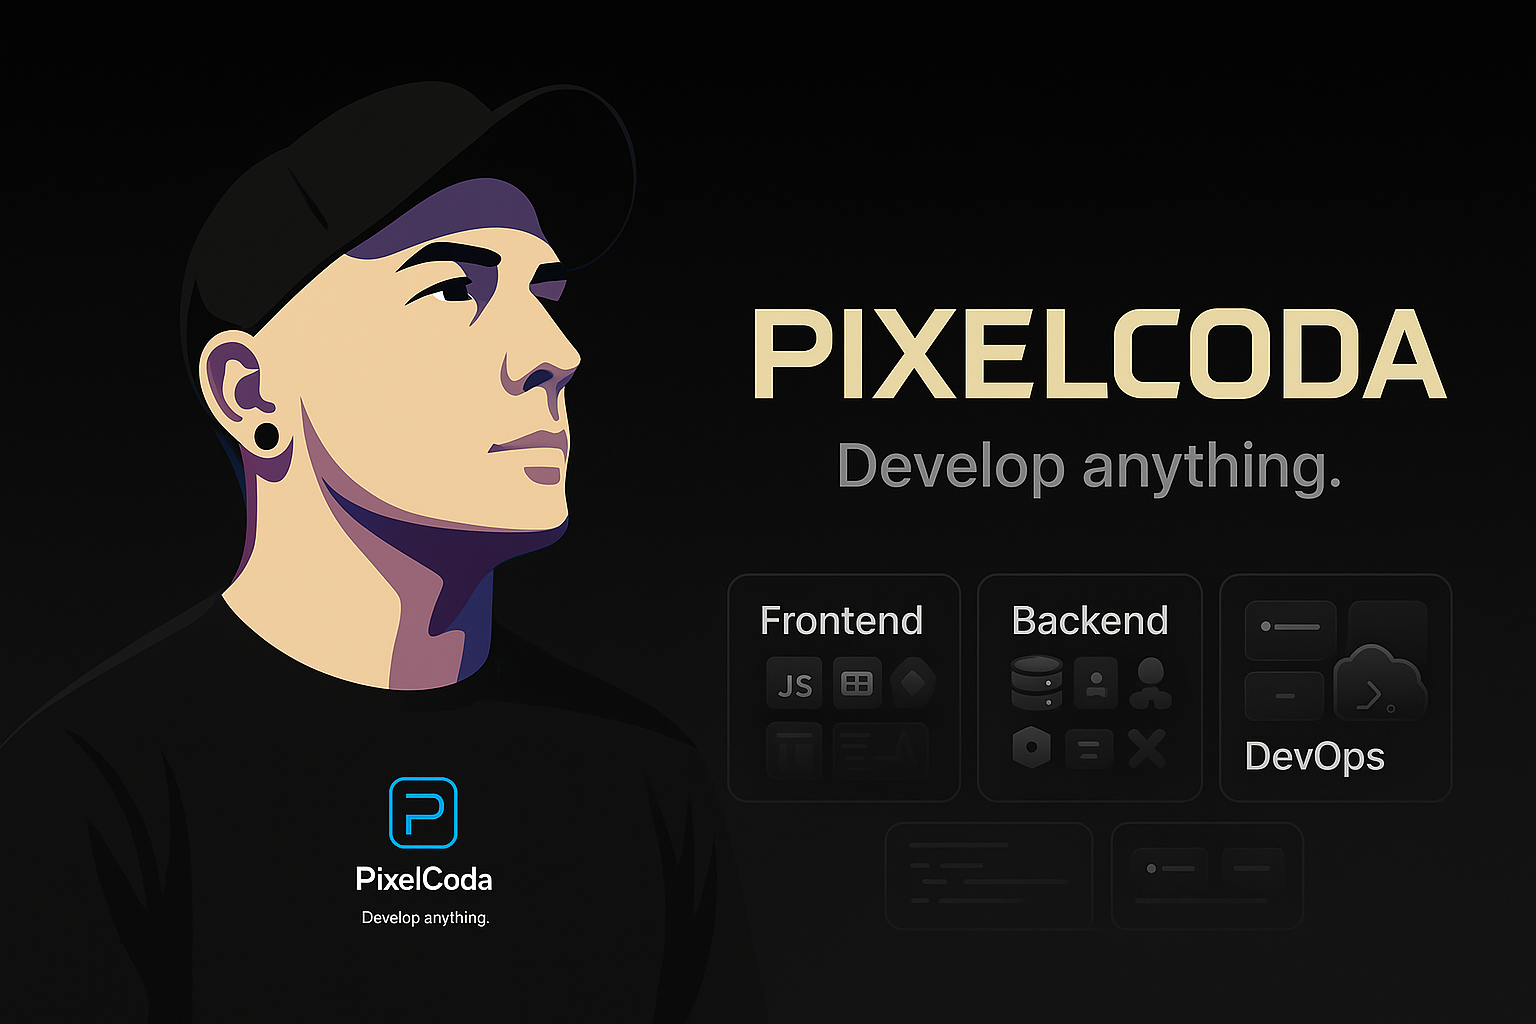 PIXELCODA
Develop anything.
Frontend
JS
Backend
DevOps
P
PixelCoda
Develop anything.